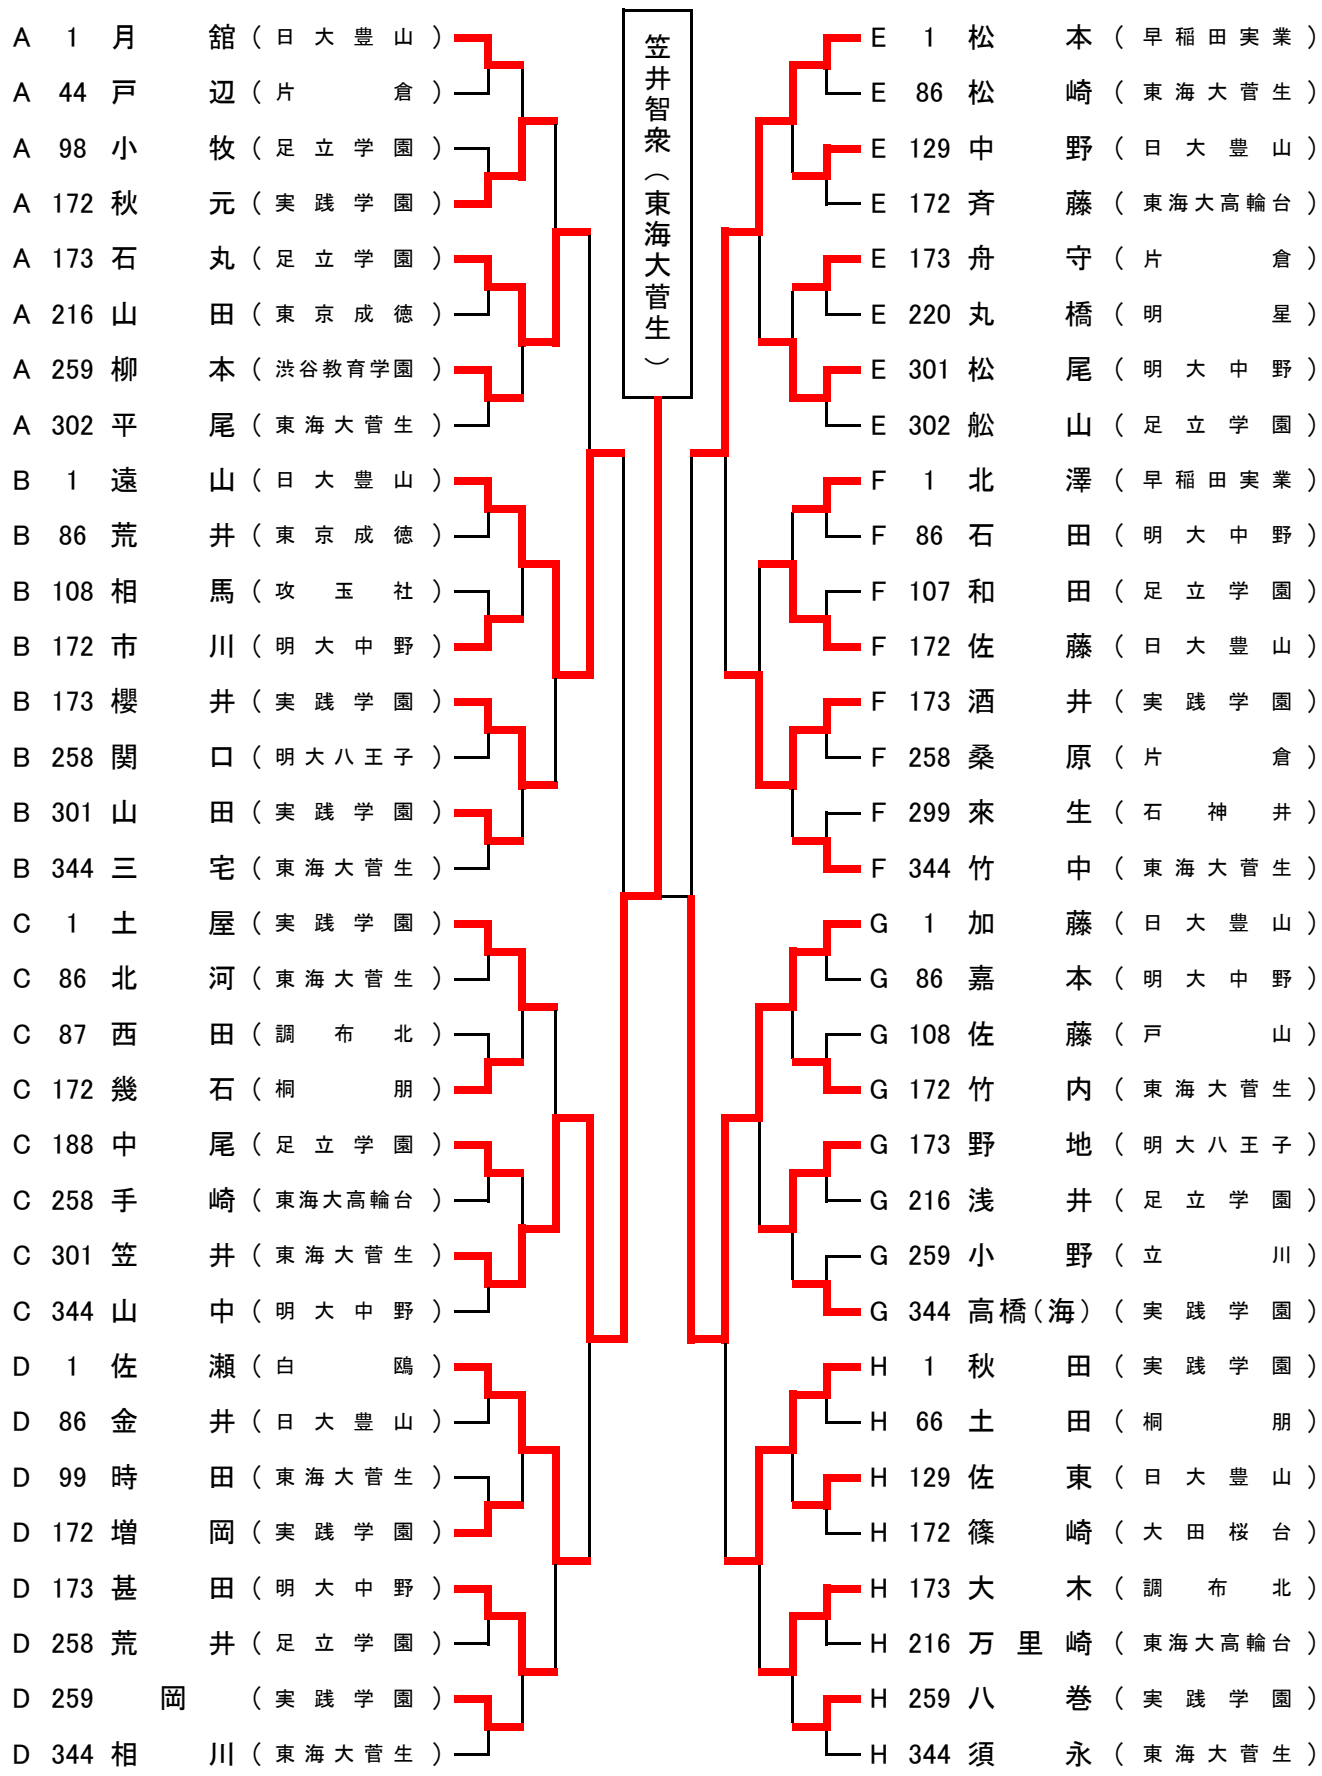 笠井智衆（東海大菅生）
A 1 月舘（日大豊山）
A 44 戸辺（片倉）
A 98 小牧（足立学園）
A 172 秋元（実践学園）
A 173 石丸（足立学園）
A 216 山田（東京成徳）
A 259 柳本（渋谷教育学園）
A 302 平尾（東海大菅生）
B 1 遠山（日大豊山）
B 86 荒井（東京成徳）
B 108 相馬（攻玉社）
B 172 市川（明大中野）
B 173 櫻井（実践学園）
B 258 関口（明大八王子）
B 301 山田（実践学園）
B 344 三宅（東海大菅生）
C 1 土屋（実践学園）
C 86 北河（東海大菅生）
C 87 西田（調布北）
C 172 幾石（桐朋）
C 188 中尾（足立学園）
C 258 手崎（東海大高輪台）
C 301 笠井（東海大菅生）
C 344 山中（明大中野）
D 1 佐瀬（白鴎）
D 86 金井（日大豊山）
D 99 時田（東海大菅生）
D 172 増岡（実践学園）
D 173 甚田（明大中野）
D 258 荒井（足立学園）
D 259 岡（実践学園）
D 344 相川（東海大菅生）
E 1 松本（早稲田実業）
E 86 松崎（東海大菅生）
E 129 中野（日大豊山）
E 172 斉藤（東海大高輪台）
E 173 舟守（片倉）
E 220 丸橋（明星）
E 301 松尾（明大中野）
E 302 舩山（足立学園）
F 1 北澤（早稲田実業）
F 86 石田（明大中野）
F 107 和田（足立学園）
F 172 佐藤（日大豊山）
F 173 酒井（実践学園）
F 258 桑原（片倉）
F 299 來生（石神井）
F 344 竹中（東海大菅生）
G 1 加藤（日大豊山）
G 86 嘉本（明大中野）
G 108 佐藤（戸山）
G 172 竹内（東海大菅生）
G 173 野地（明大八王子）
G 216 浅井（足立学園）
G 259 小野（立川）
G 344 高橋（海）（実践学園）
H 1 秋田（実践学園）
H 66 土田（桐朋）
H 129 佐東（日大豊山）
H 172 篠崎（大田桜台）
H 173 大木（調布北）
H 216 万里崎（東海大高輪台）
H 259 八巻（実践学園）
H 344 須永（東海大菅生）